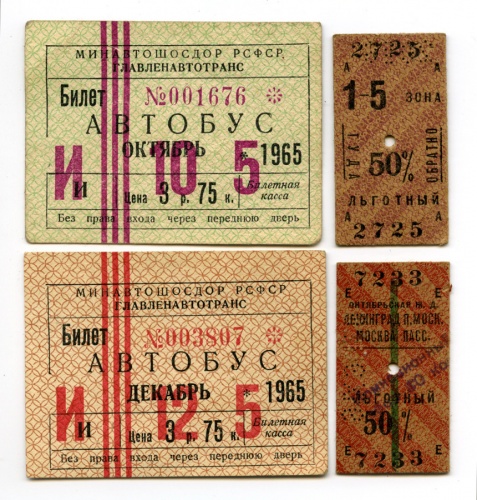 МИНАВТОШОСДОР РСФСР
ГЛАВЛЕНАВТОТРАНС
Билет №001676 *
АВТОБУС
ОКТЯБРЬ * 1965
И И 10 5
Цена 3 р. 75 к. Билетная касса
Без права входа через переднюю дверь
2725
А А
1-5 ЗОНА
ТУДА ОБРАТНО
50%
ЛЬГОТНЫЙ
А А
2725
МИНАВТОШОСДОР РСФСР
ГЛАВЛЕНАВТОТРАНС
Билет №003807 *
АВТОБУС
ДЕКАБРЬ * 1965
И И 12 5
Цена 3 р. 75 к. Билетная касса
Без права входа через переднюю дверь
7233
Е Е
ОКТЯБРЬСКАЯ Ж. Д.
ЛЕНИНГРАД П. МОСК.
МОСКВА ПАСС.
ЛЬГОТНЫЙ
50%
Е Е
7233